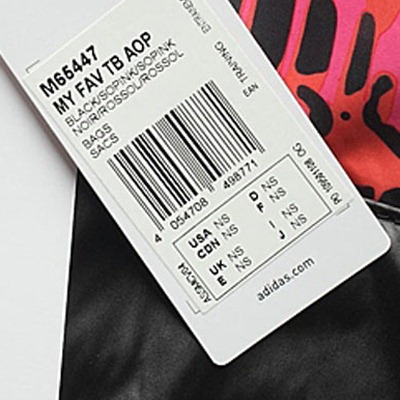 M65447
MY FAV TB AOP
BLACK/SOPINK/SOPINK
NOIR/ROSSOL/ROSSOL
BAGS
SACS
TRAINING
EAN
4 054708 498771
USA NS
CDN NS
UK NS
E NS
D NS
F NS
I NS
J NS
adidas.com